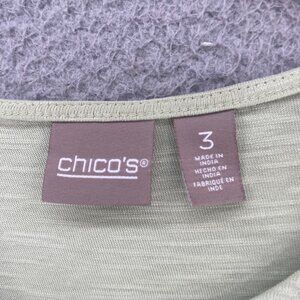 chico's®
3
MADE IN
INDIA
HECHO EN
INDIA
FABRIQUÉ EN
INDE